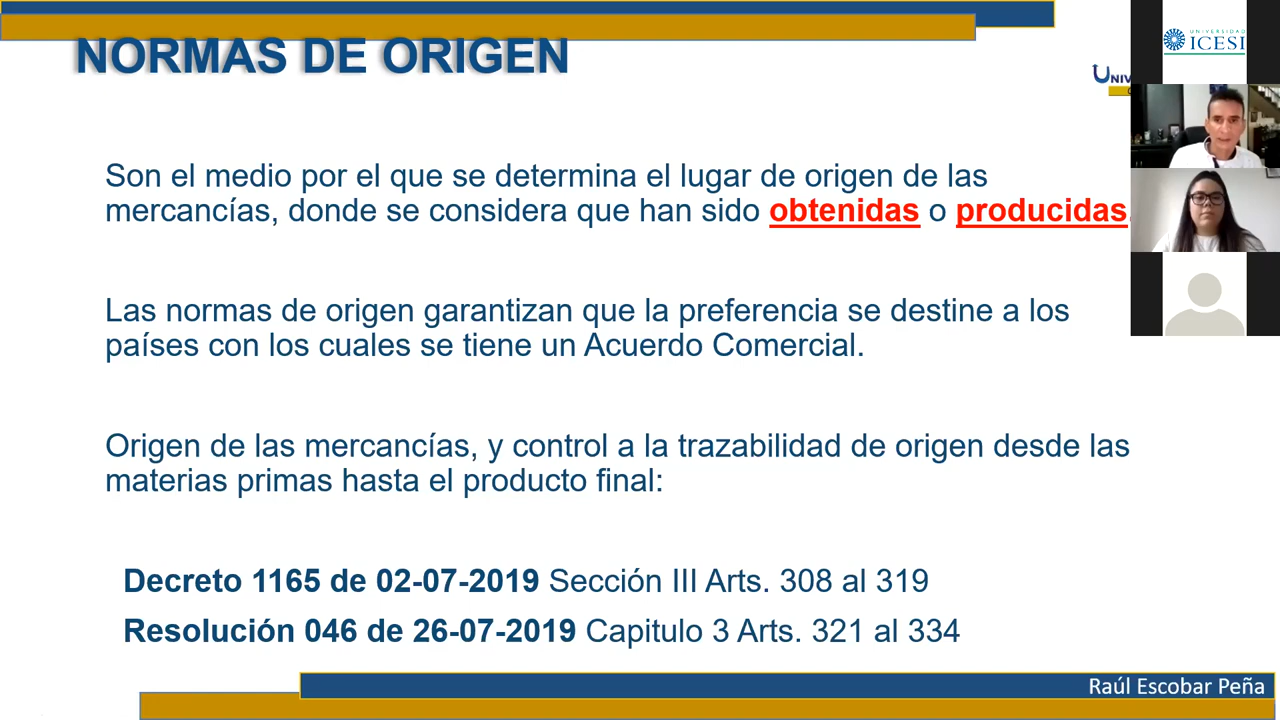 NORMAS DE ORIGEN
UNIVERSIDAD
ICESI
Son el medio por el que se determina el lugar de origen de las
mercancías, donde se considera que han sido obtenidas o producidas.
Las normas de origen garantizan que la preferencia se destine a los
países con los cuales se tiene un Acuerdo Comercial.
Origen de las mercancías, y control a la trazabilidad de origen desde las
materias primas hasta el producto final:
Decreto 1165 de 02-07-2019 Sección III Arts. 308 al 319
Resolución 046 de 26-07-2019 Capitulo 3 Arts. 321 al 334
Raúl Escobar Peña